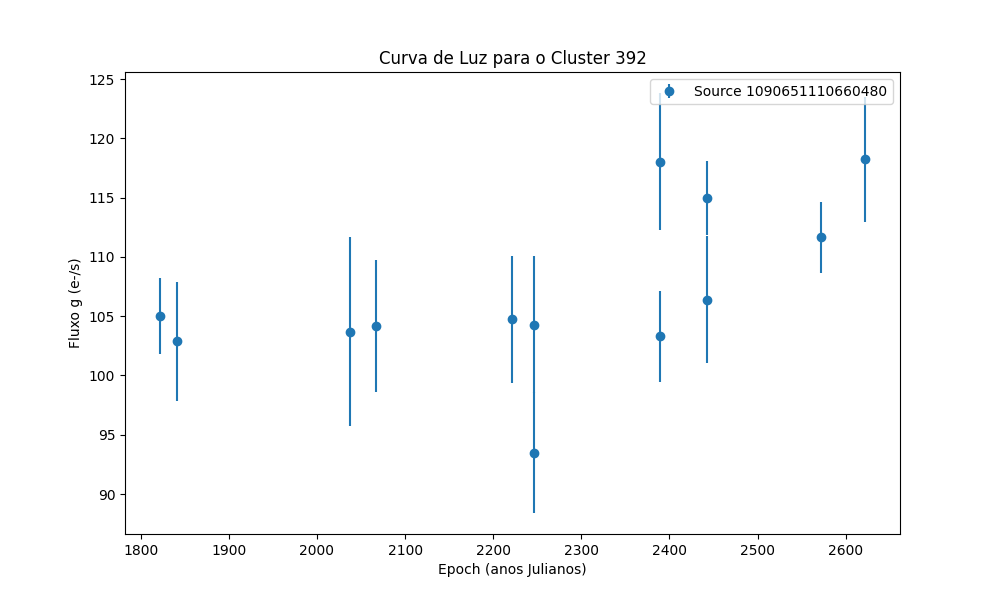 Curva de Luz para o Cluster 392
Source 1090651110660480
Fluxo g (e-/s)
125
120
115
110
105
100
95
90
1800 1900 2000 2100 2200 2300 2400 2500 2600
Epoch (anos Julianos)